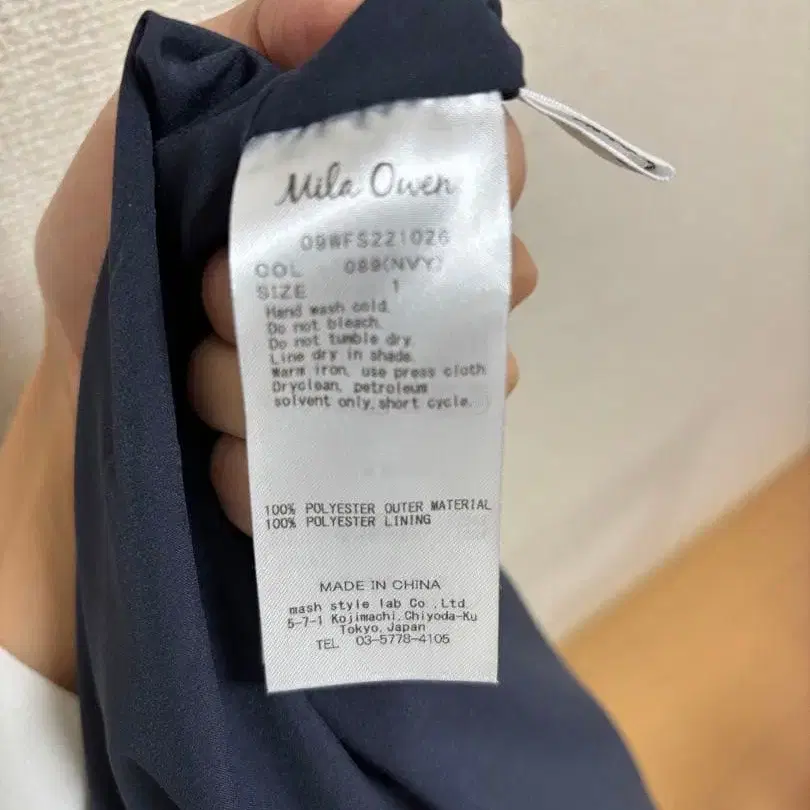 Mila Owen
09WFS221026
COL 089(NVY)
SIZE 1
Hand wash cold.
Do not bleach.
Do not tumble dry.
Line dry in shade.
Warm iron, use press cloth
Dryclean, petroleum
solvent only, short cycle.
100% POLYESTER OUTER MATERIAL
100% POLYESTER LINING
MADE IN CHINA
mash style lab Co.,Ltd.
5-7-1 Kojimachi,Chiyoda-Ku
Tokyo,Japan
TEL 03-5778-4105